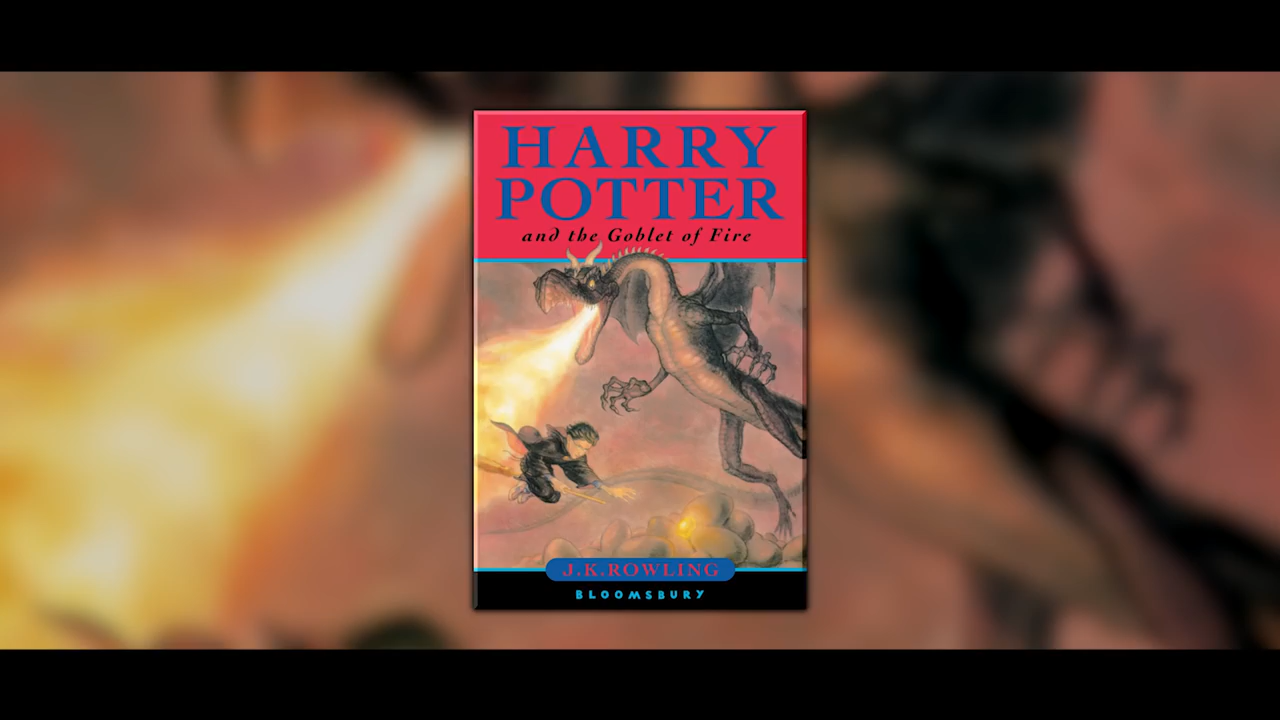 HARRY
POTTER
and the Goblet of Fire
J.K.ROWLING
BLOOMSBURY